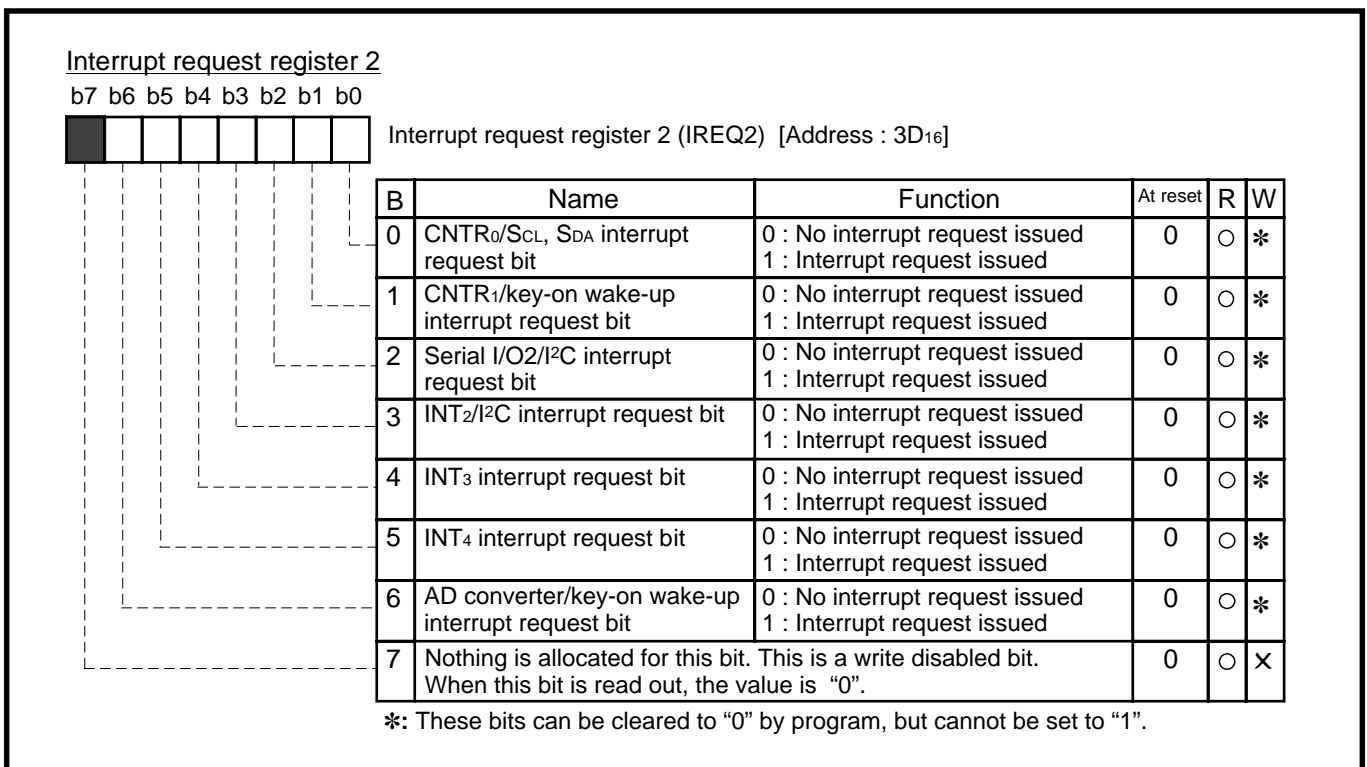 Interrupt request register 2
b7 b6 b5 b4 b3 b2 b1 b0
Interrupt request register 2 (IREQ2) [Address : 3D₁₆]
B Name Function At reset R W
0 CNTR₀/SCL, SDA interrupt 0 : No interrupt request issued 0 ○ ✻
request bit 1 : Interrupt request issued
1 CNTR₁/key-on wake-up 0 : No interrupt request issued 0 ○ ✻
interrupt request bit 1 : Interrupt request issued
2 Serial I/O2/I²C interrupt 0 : No interrupt request issued 0 ○ ✻
request bit 1 : Interrupt request issued
3 INT₂/I²C interrupt request bit 0 : No interrupt request issued 0 ○ ✻
1 : Interrupt request issued
4 INT₃ interrupt request bit 0 : No interrupt request issued 0 ○ ✻
1 : Interrupt request issued
5 INT₄ interrupt request bit 0 : No interrupt request issued 0 ○ ✻
1 : Interrupt request issued
6 AD converter/key-on wake-up 0 : No interrupt request issued 0 ○ ✻
interrupt request bit 1 : Interrupt request issued
7 Nothing is allocated for this bit. This is a write disabled bit. 0 ○ ✕
When this bit is read out, the value is “0”.
✻: These bits can be cleared to “0” by program, but cannot be set to “1”.